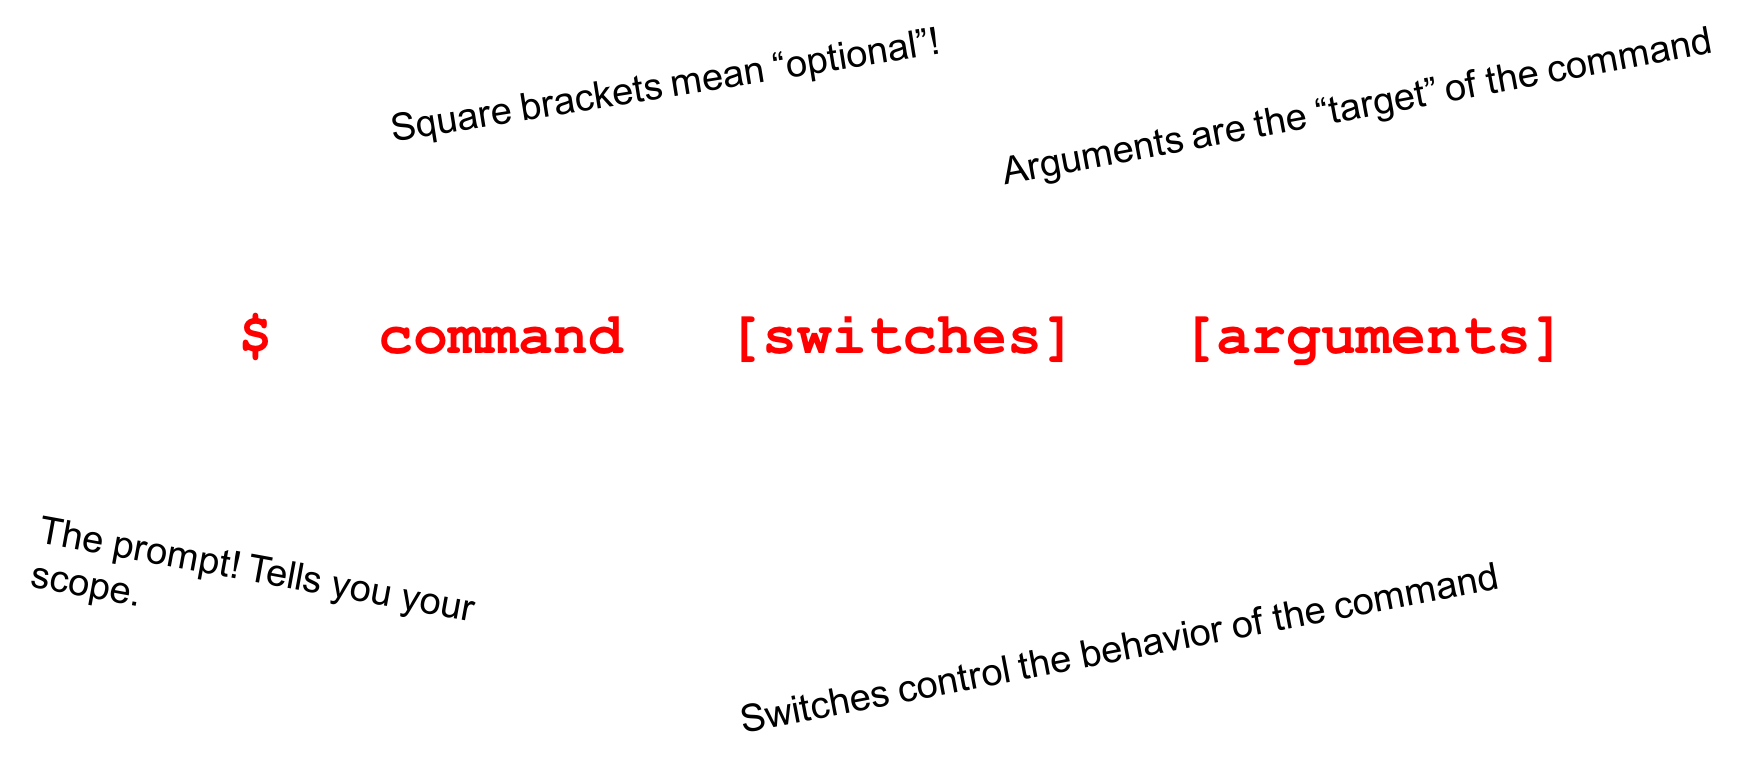 Square brackets mean “optional”!
Arguments are the “target” of the command
$ command [switches] [arguments]
The prompt! Tells you your
scope.
Switches control the behavior of the command